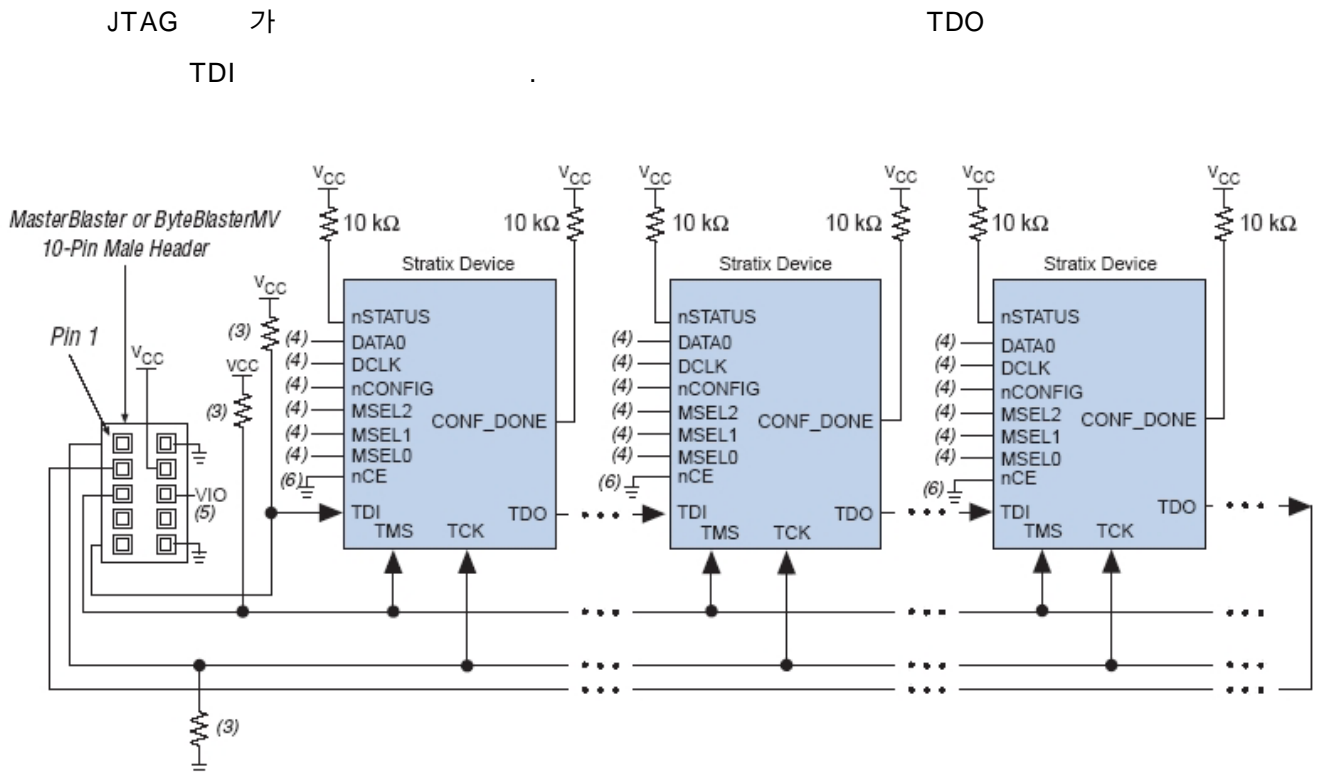 JTAG 가 TDO
TDI .
MasterBlaster or ByteBlasterMV
10-Pin Male Header
Pin 1
VCC
VIO
(5)
VCC
(3)
VCC
(3)
(3)
VCC
10 kΩ
VCC
10 kΩ
Stratix Device
nSTATUS
(4) DATA0
(4) DCLK
(4) nCONFIG
(4) MSEL2
(4) MSEL1
(4) MSEL0
(6) nCE
CONF_DONE
TDI
TMS
TCK
TDO
VCC
10 kΩ
VCC
10 kΩ
Stratix Device
nSTATUS
(4) DATA0
(4) DCLK
(4) nCONFIG
(4) MSEL2
(4) MSEL1
(4) MSEL0
(6) nCE
CONF_DONE
TDI
TMS
TCK
TDO
VCC
10 kΩ
VCC
10 kΩ
Stratix Device
nSTATUS
(4) DATA0
(4) DCLK
(4) nCONFIG
(4) MSEL2
(4) MSEL1
(4) MSEL0
(6) nCE
CONF_DONE
TDI
TMS
TCK
TDO